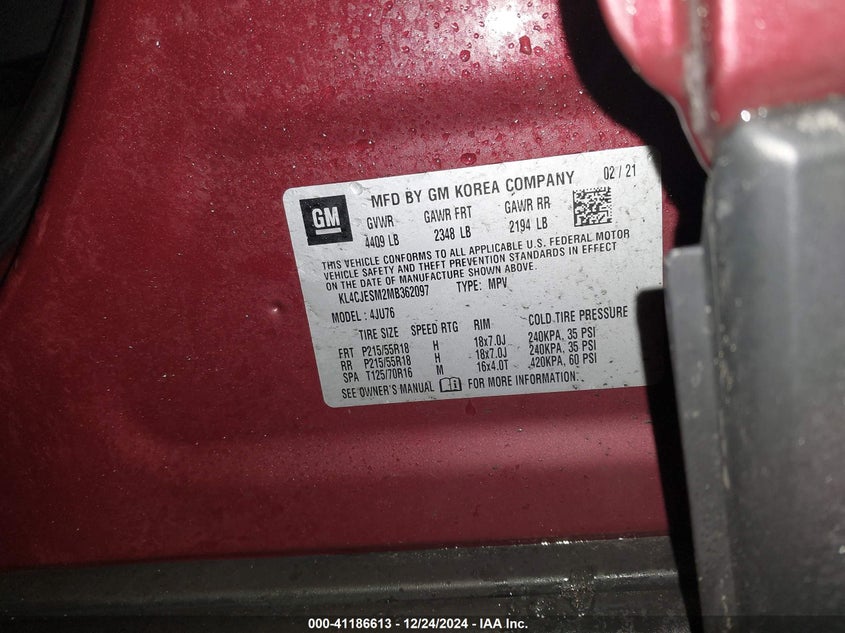 GM
MFD BY GM KOREA COMPANY 02 / 21
GVWR GAWR FRT GAWR RR
4409 LB 2348 LB 2194 LB
THIS VEHICLE CONFORMS TO ALL APPLICABLE U.S. FEDERAL MOTOR
VEHICLE SAFETY AND THEFT PREVENTION STANDARDS IN EFFECT
ON THE DATE OF MANUFACTURE SHOWN ABOVE.
KL4CJESM2MB362097 TYPE: MPV
MODEL: 4JU76
TIRE SIZE SPEED RTG RIM COLD TIRE PRESSURE
FRT P215/55R18 H 18x7.0J 240KPA, 35 PSI
RR P215/55R18 H 18x7.0J 240KPA, 35 PSI
SPA T125/70R16 M 16x4.0T 420KPA, 60 PSI
SEE OWNER'S MANUAL FOR MORE INFORMATION.
000-41186613 - 12/24/2024 - IAA Inc.